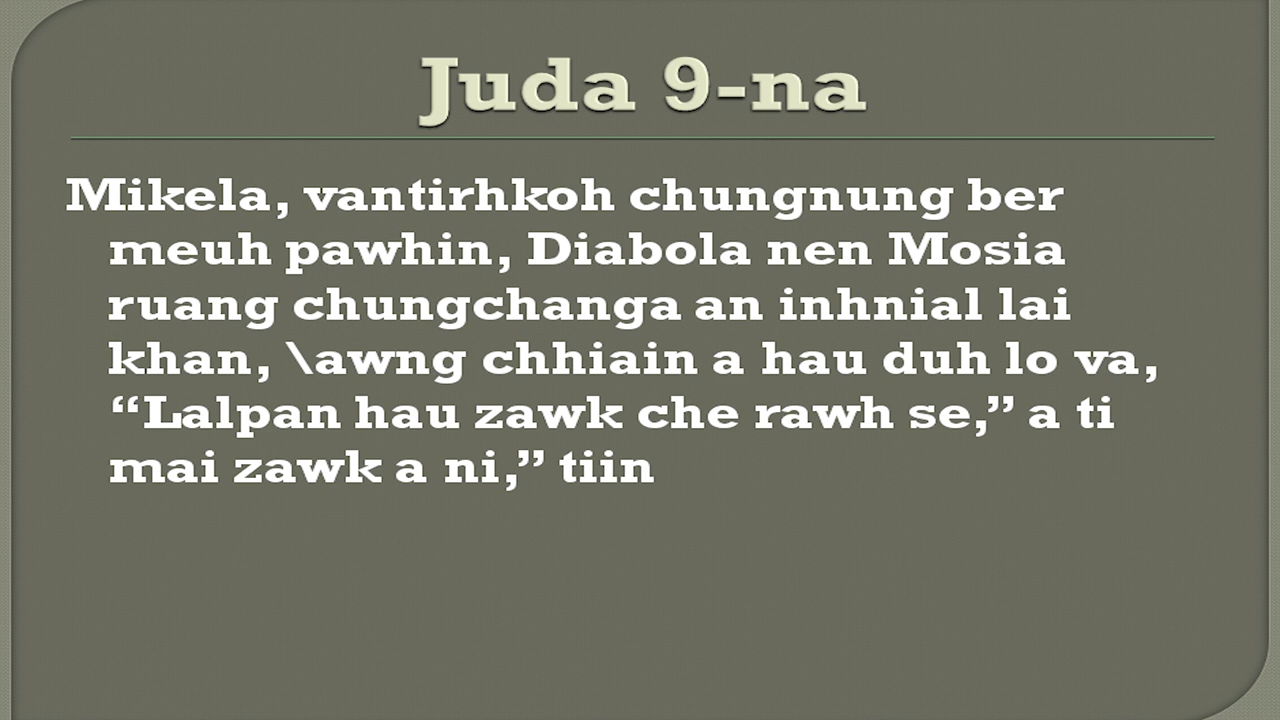 Juda 9-na
Mikela, vantirhkoh chungnung ber
meuh pawhin, Diabola nen Mosia
ruang chungchanga an inhnial lai
khan, \awng chhiain a hau duh lo va,
“Lalpan hau zawk che rawh se,” a ti
mai zawk a ni,” tiin